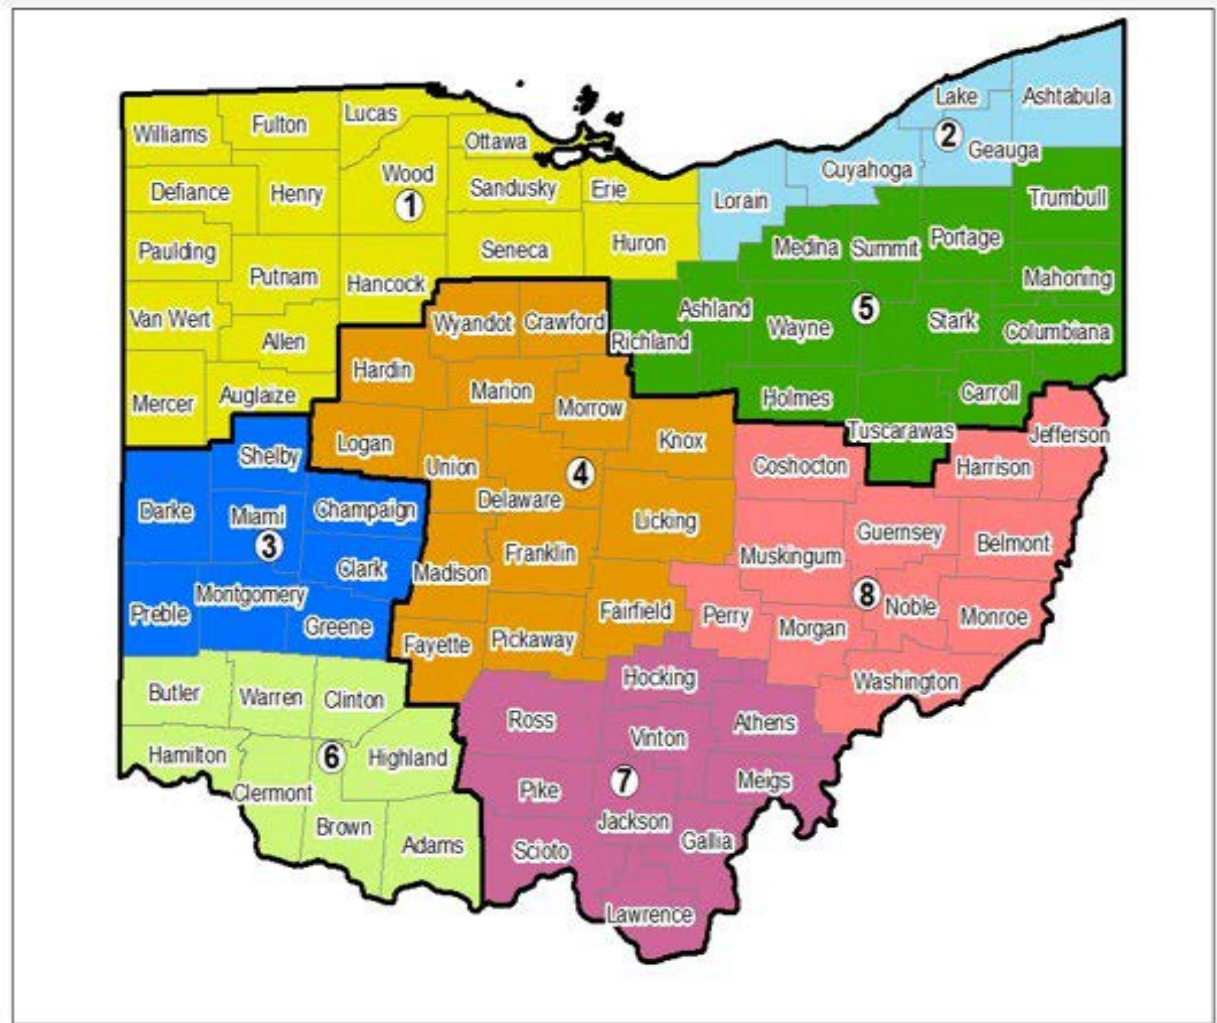 Lake
Ashtabula
Lucas
Fulton
Williams
2
Ottawa
Geauga
Cuyahoga
Wood
Sandusky
Erie
Defiance
Henry
Trumbull
Lorain
1
Portage
Huron
Medina
Summit
Seneca
Paulding
Putnam
Mahoning
Hancock
Ashland
5
Van Wert
Wyandot
Crawford
Stark
Wayne
Columbiana
Allen
Richland
Hardin
Marion
Carroll
Auglaize
Holmes
Mercer
Morrow
Tuscarawas
Jefferson
Knox
Logan
Shelby
Union
Coshocton
Harrison
4
Delaware
Darke
Champaign
Miami
Licking
Guernsey
3
Belmont
Franklin
Muskingum
Clark
Madison
Montgomery
8
Noble
Preble
Fairfield
Perry
Monroe
Greene
Morgan
Pickaway
Fayette
Hocking
Washington
Butler
Warren
Clinton
Ross
Athens
Vinton
Hamilton
6
Highland
7
Meigs
Pike
Clermont
Jackson
Brown
Gallia
Adams
Scioto
Lawrence